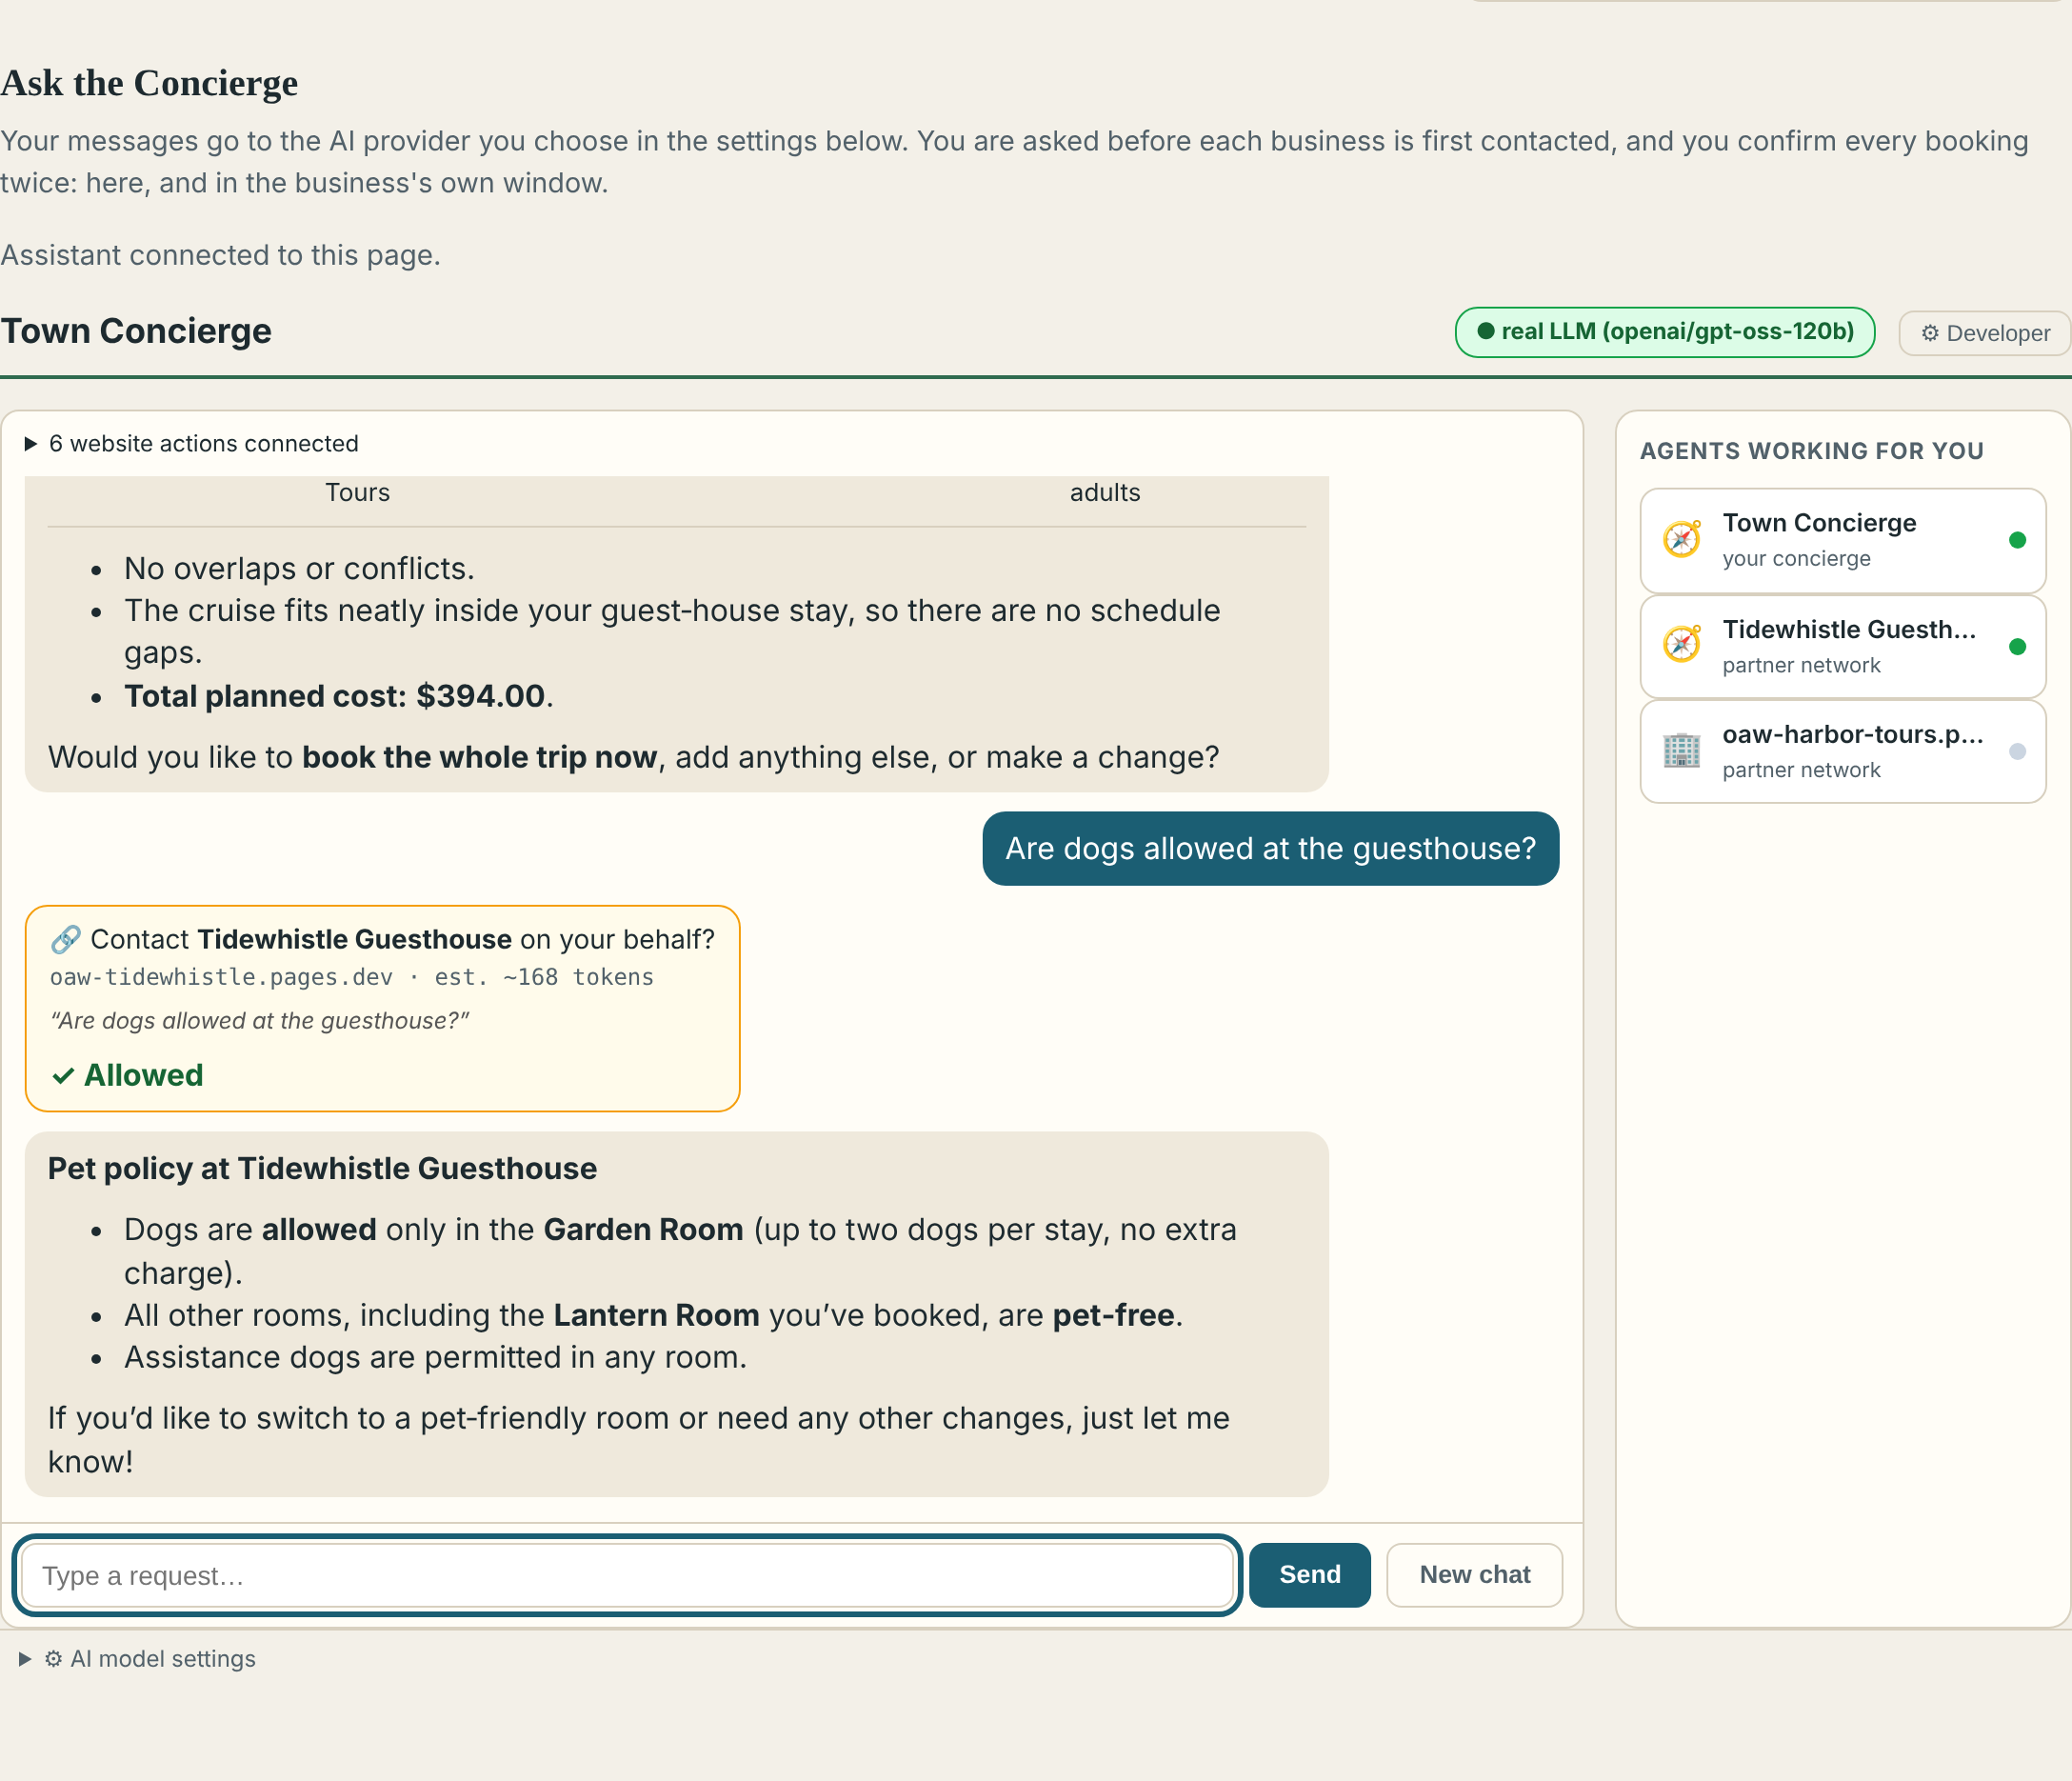 Ask the Concierge
Your messages go to the AI provider you choose in the settings below. You are asked before each business is first contacted, and you confirm every booking
twice: here, and in the business's own window.
Assistant connected to this page.
Town Concierge
● real LLM (openai/gpt-oss-120b)
⚙ Developer
▶ 6 website actions connected
Tours adults
• No overlaps or conflicts.
• The cruise fits neatly inside your guest‑house stay, so there are no schedule
gaps.
• Total planned cost: $394.00.
Would you like to book the whole trip now, add anything else, or make a change?
Are dogs allowed at the guesthouse?
🔗 Contact Tidewhistle Guesthouse on your behalf?
oaw-tidewhistle.pages.dev · est. ~168 tokens
“Are dogs allowed at the guesthouse?”
✓ Allowed
Pet policy at Tidewhistle Guesthouse
• Dogs are allowed only in the Garden Room (up to two dogs per stay, no extra
charge).
• All other rooms, including the Lantern Room you’ve booked, are pet‑free.
• Assistance dogs are permitted in any room.
If you’d like to switch to a pet‑friendly room or need any other changes, just let me
know!
Type a request…
Send
New chat
▶ ⚙ AI model settings
AGENTS WORKING FOR YOU
Town Concierge
your concierge
Tidewhistle Guesth…
partner network
oaw-harbor-tours.p…
partner network